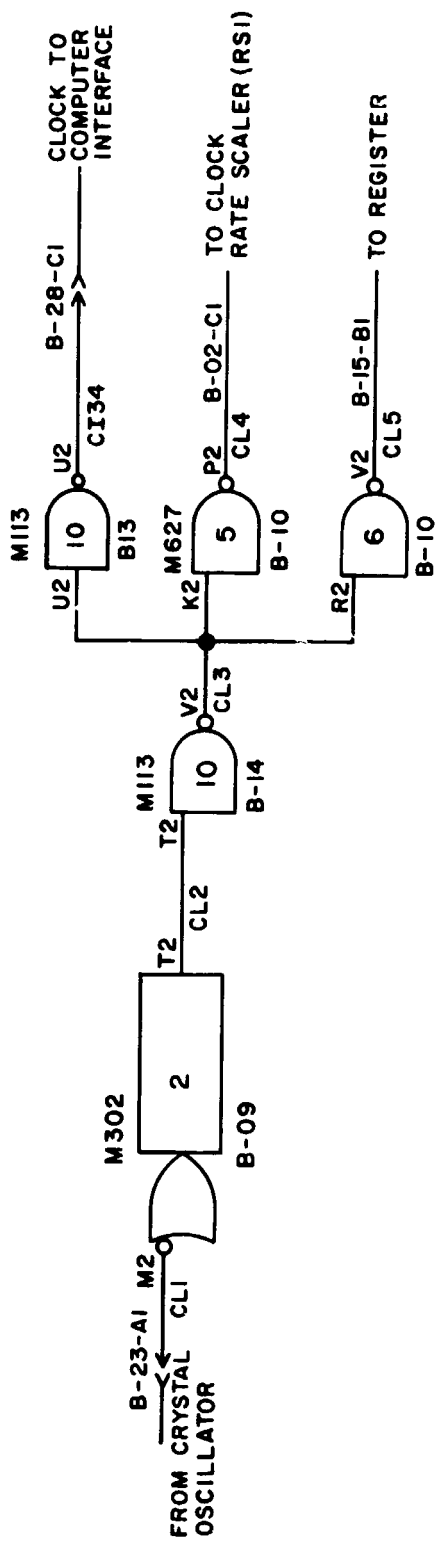 FROM CRYSTAL
OSCILLATOR
B-23-A1
M2
CL1
M302
2
B-09
T2
CL2
T2
M113
10
B-14
V2
CL3
U2
M113
10
B13
U2
CI34
B-28-C1
CLOCK TO
COMPUTER
INTERFACE
K2
M627
5
B-10
P2
CL4
B-02-C1
TO CLOCK
RATE SCALER (RS1)
R2
6
B-10
V2
CL5
B-15-B1
TO REGISTER